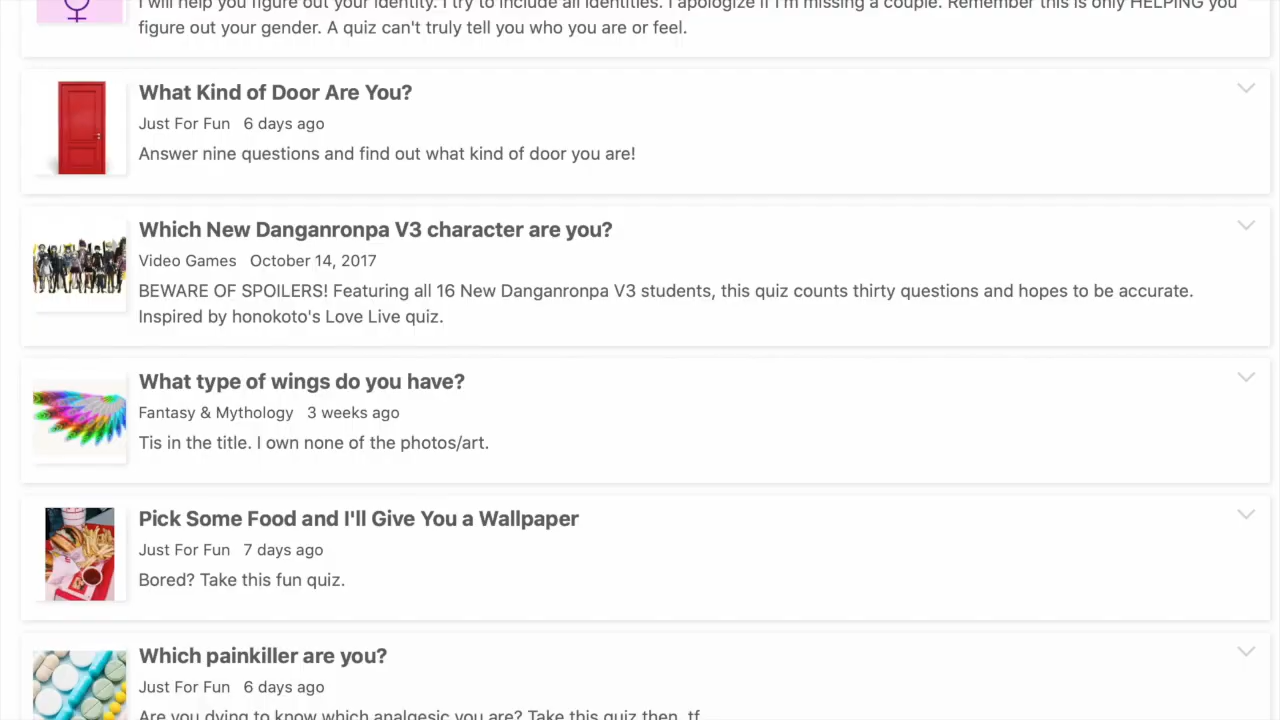 I will help you figure out your identity. I try to include all identities. I apologize if I'm missing a couple. Remember this is only HELPING you
figure out your gender. A quiz can't truly tell you who you are or feel.
What Kind of Door Are You?
Just For Fun 6 days ago
Answer nine questions and find out what kind of door you are!
Which New Danganronpa V3 character are you?
Video Games October 14, 2017
BEWARE OF SPOILERS! Featuring all 16 New Danganronpa V3 students, this quiz counts thirty questions and hopes to be accurate.
Inspired by honokoto's Love Live quiz.
What type of wings do you have?
Fantasy & Mythology 3 weeks ago
Tis in the title. I own none of the photos/art.
Pick Some Food and I'll Give You a Wallpaper
Just For Fun 7 days ago
Bored? Take this fun quiz.
Which painkiller are you?
Just For Fun 6 days ago
Are you dying to know which analgesic you are? Take this quiz then, tf